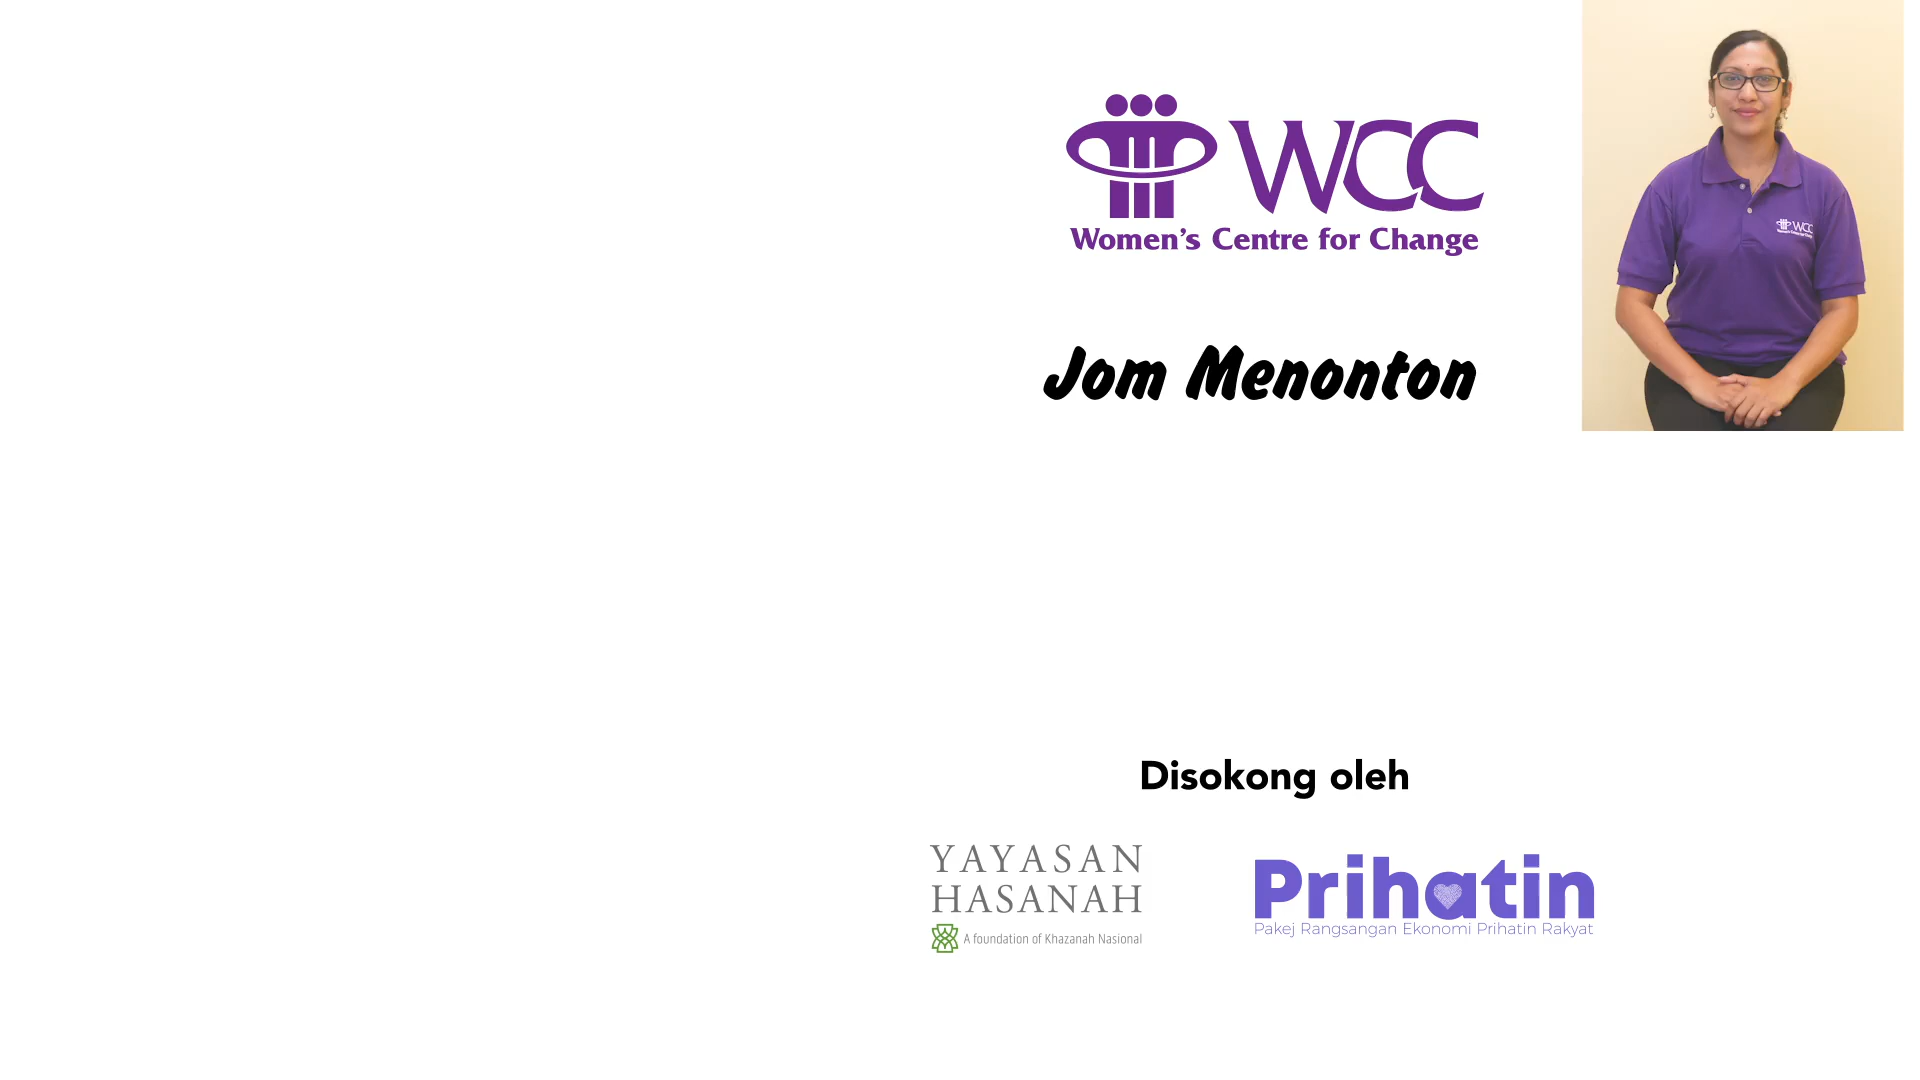 WCC
Women's Centre for Change
WCC
Jom Menonton
Disokong oleh
YAYASAN
HASANAH
A foundation of Khazanah Nasional
Prihatin
Pakej Rangsangan Ekonomi Prihatin Rakyat